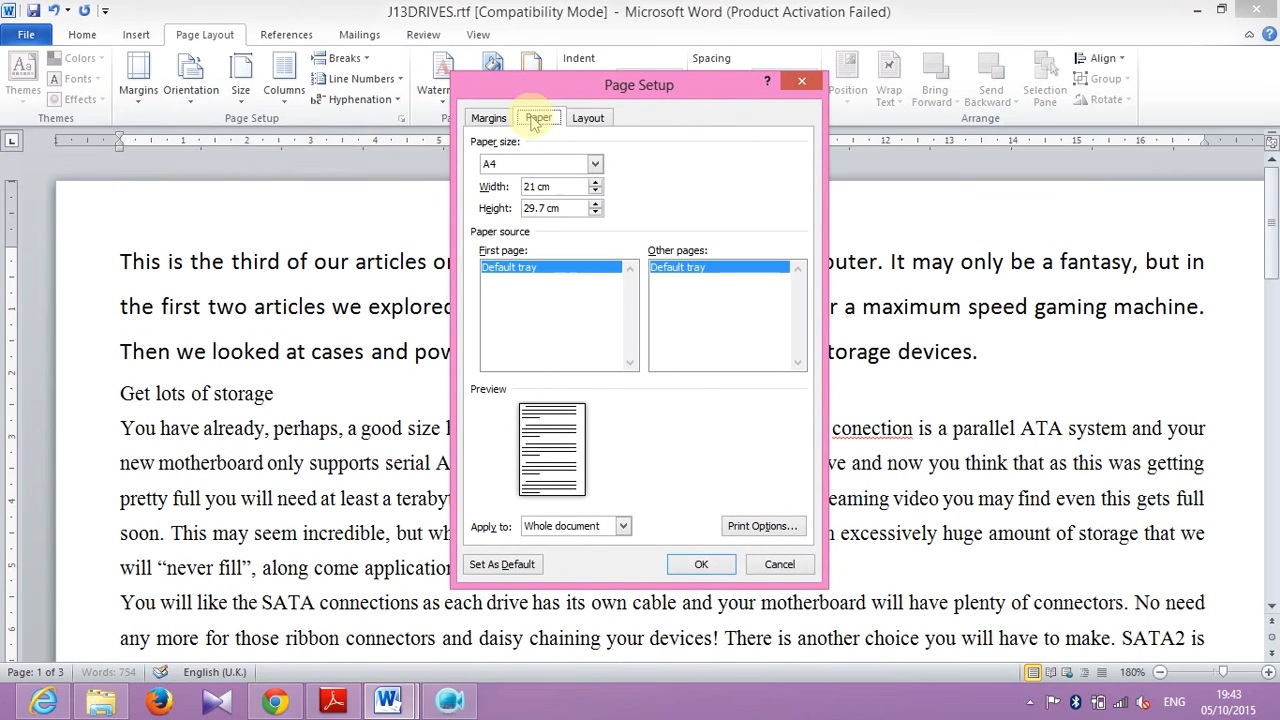 J13DRIVES.rtf [Compatibility Mode] - Microsoft Word (Product Activation Failed)
File Home Insert Page Layout References Mailings Review View
Themes Colors Fonts Effects Themes
Margins Orientation Size Columns Breaks Line Numbers Hyphenation Page Setup
Indent Spacing
Position Wrap Text Bring Forward Send Backward Selection Pane Align Group Rotate Arrange
Page Setup
Margins Paper Layout
Paper size:
A4
Width: 21 cm
Height: 29.7 cm
Paper source
First page: Other pages:
Default tray Default tray
Preview
Apply to: Whole document Print Options...
Set As Default OK Cancel
This is the third of our articles puter. It may only be a fantasy, but in
the first two articles we explored r a maximum speed gaming machine.
Then we looked at cases and pow torage devices.
Get lots of storage
You have already, perhaps, a good size conection is a parallel ATA system and your
new motherboard only supports serial A ve and now you think that as this was getting
pretty full you will need at least a teraby eaming video you may find even this gets full
soon. This may seem incredible, but wh n excessively huge amount of storage that we
will “never fill”, along come application
You will like the SATA connections as each drive has its own cable and your motherboard will have plenty of connectors. No need
any more for those ribbon connectors and daisy chaining your devices! There is another choice you will have to make. SATA2 is
Page: 1 of 3 Words: 754 English (U.K.) 180%
ENG 19:43
05/10/2015